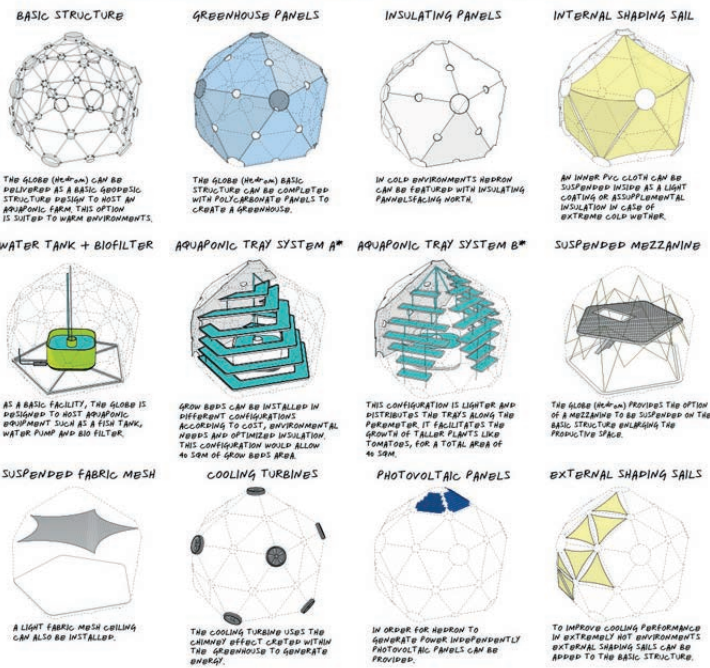 BASIC STRUCTURE
THE GLOBE (HEdrom) CAN BE
DELIVERED AS A BASIC GEODESIC
STRUCTURE DESIGN TO HOST AN
AQUAPONIC FARM. THIS OPTION
IS SUITED TO WARM ENVIRONMENTS.
GREENHOUSE PANELS
THE GLOBE (HEdrom) BASIC
STRUCTURE CAN BE COMPLETED
WITH POLYCARBONATE PANELS TO
CREATE A GREENHOUSE.
INSULATING PANELS
IN COLD ENVIRONMENTS HEDRON
CAN BE FEATURED WITH INSULATING
PANNELSFACING NORTH.
INTERNAL SHADING SAIL
AN INNER PVC CLOTH CAN BE
SUSPENDED INSIDE AS A LIGHT
COATING OR ASSUPPLEMENTAL
INSULATION IN CASE OF
EXTREME COLD WETHER.
WATER TANK + BIOFILTER
AS A BASIC FACILITY, THE GLOBE IS
DESIGNED TO HOST AQUAPONIC
EQUIPMENT SUCH AS A FISH TANK,
WATER PUMP AND BIO FILTER.
AQUAPONIC TRAY SYSTEM A*
GROW BEDS CAN BE INSTALLED IN
DIFFERENT CONFIGURATIONS
ACCORDING TO COST, ENVIRONMENTAL
NEEDS AND OPTIMIZED INSULATION.
THIS CONFIGURATION WOULD ALLOW
40 SQM OF GROW BEDS AREA.
AQUAPONIC TRAY SYSTEM B*
THIS CONFIGURATION IS LIGHTER AND
DISTRIBUTES THE TRAYS ALONG THE
PEREMETER. IT FACILITATES THE
GROWTH OF TALLER PLANTS LIKE
TOMATOES, FOR A TOTAL AREA OF
40 SQM.
SUSPENDED MEZZANINE
THE GLOBE (HEdrom) PROVIDES THE OPTION
OF A MEZZANINE TO BE SUSPENDED ON THE
BASIC STRUCTURE ENLARGING THE
PRODUCTIVE SPACE.
SUSPENDED FABRIC MESH
A LIGHT FABRIC MESH CEILING
CAN ALSO BE INSTALLED.
COOLING TURBINES
THE COOLING TURBINE USES THE
CHIMNEY EFFECT CRETED WITHIN
THE GREENHOUSE TO GENERATE
ENERGY.
PHOTOVOLTAIC PANELS
IN ORDER FOR HEDRON TO
GENERATE POWER INDEPENDENTLY
PHOTOVOLTAIC PANELS CAN BE
PROVIDED.
EXTERNAL SHADING SAILS
TO IMPROVE COOLING PERFORMANCE
IN EXTREMELY HOT ENVIRONMENTS
EXTERNAL SHADING SAILS CAN BE
ADDED TO THE BASIC STRUCTURE.